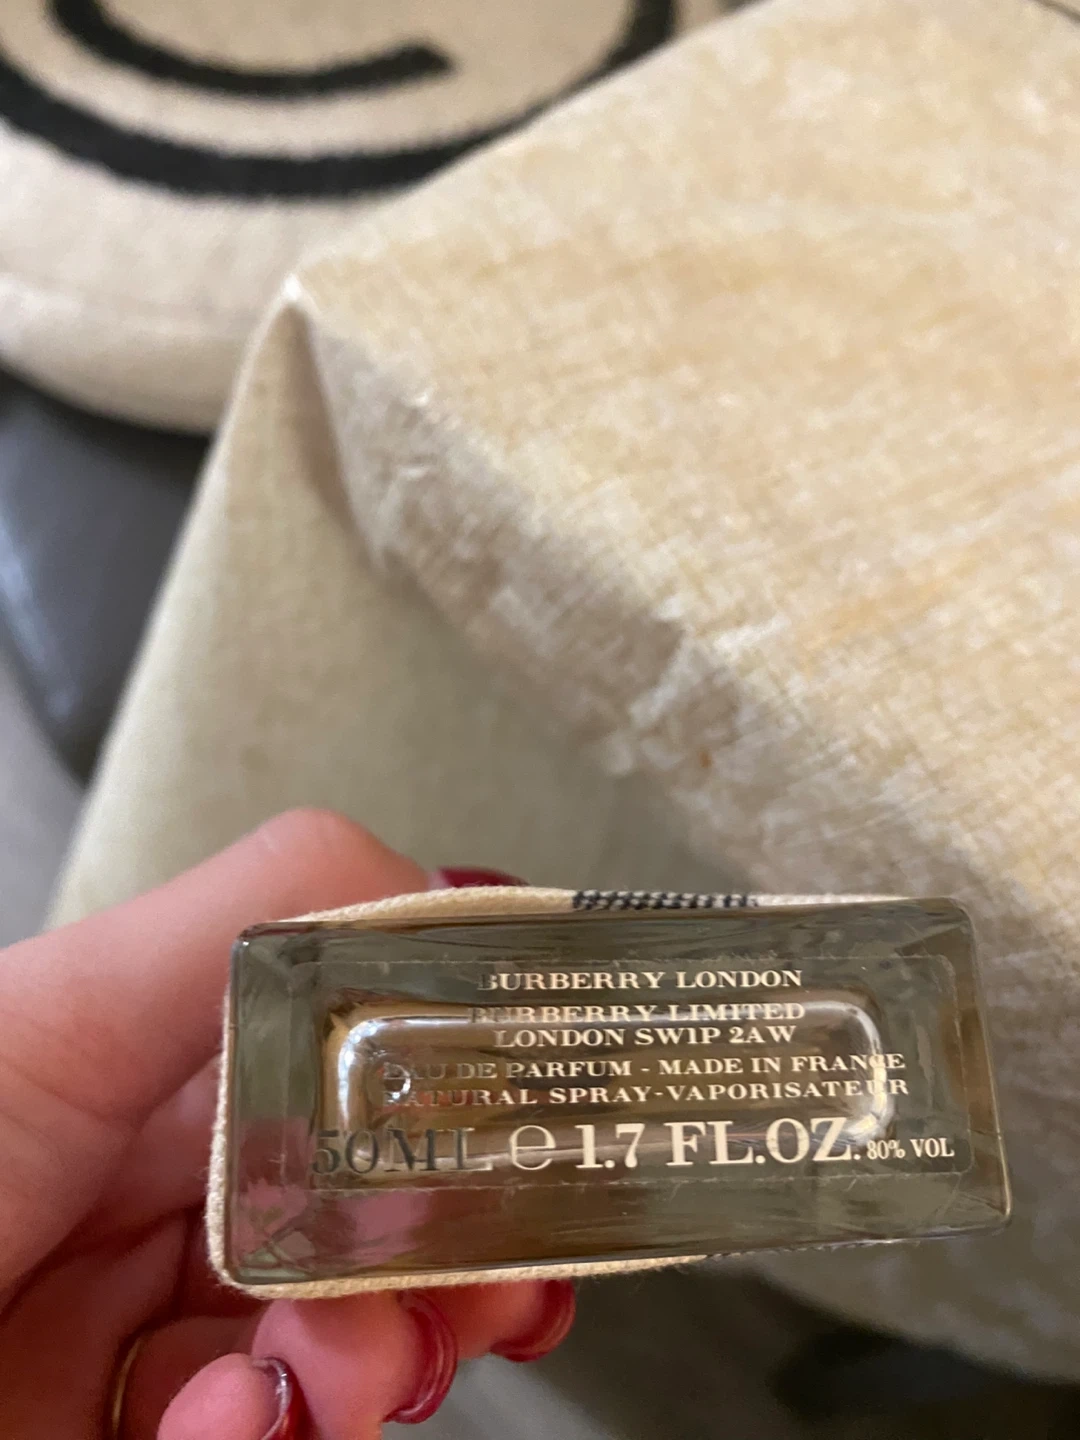 BURBERRY LONDON
BURBERRY LIMITED
LONDON SW1P 2AW
EAU DE PARFUM - MADE IN FRANCE
NATURAL SPRAY-VAPORISATEUR
50ML ℮ 1.7 FL.OZ. 80% VOL